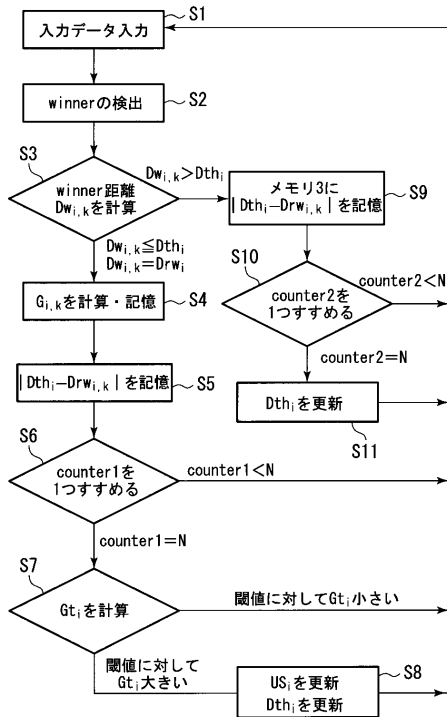 S1
入力データ入力
winnerの検出
S2
S3
winner距離
Dwi,kを計算
Dwi,k>Dthi
メモリ3に
|Dthi−Drwi,k|を記憶
S9
Dwi,k≦Dthi
Dwi,k=Drwi
S10
counter2を
1つすすめる
counter2<N
Gi,kを計算・記憶
S4
counter2=N
|Dthi−Drwi,k|を記憶
S5
Dthiを更新
S11
S6
counter1を
1つすすめる
counter1<N
counter1=N
S7
Gtiを計算
閾値に対してGti小さい
閾値に対して
Gti大きい
S8
USiを更新
Dthiを更新